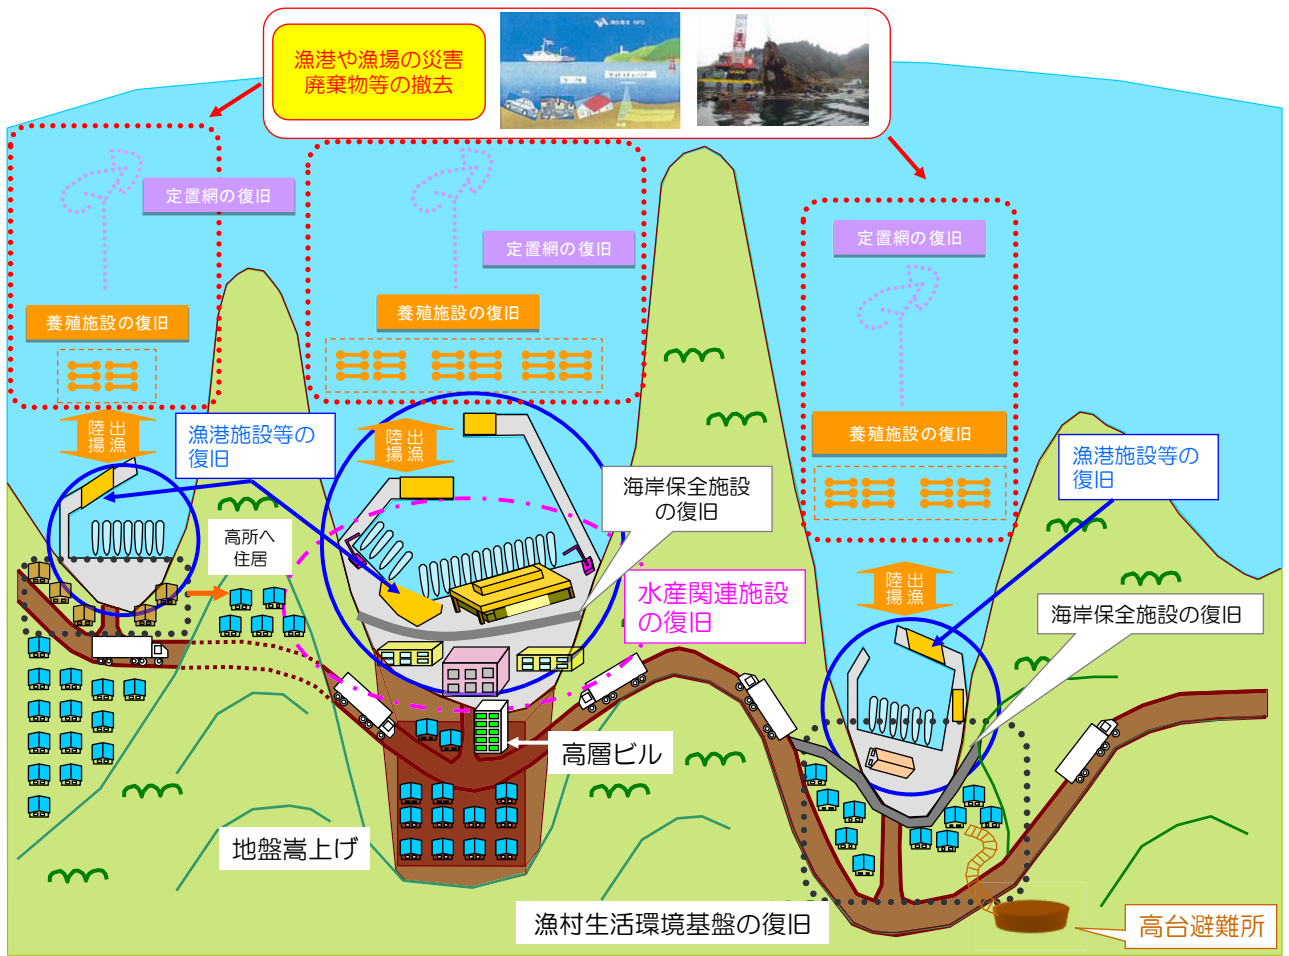 漁港や漁場の災害
廃棄物等の撤去
定置網の復旧
定置網の復旧
定置網の復旧
養殖施設の復旧
養殖施設の復旧
養殖施設の復旧
陸揚
出漁
陸揚
出漁
陸揚
出漁
漁港施設等の
復旧
海岸保全施設
の復旧
漁港施設等の
復旧
高所へ
住居
水産関連施設
の復旧
海岸保全施設の復旧
高層ビル
地盤嵩上げ
漁村生活環境基盤の復旧
高台避難所